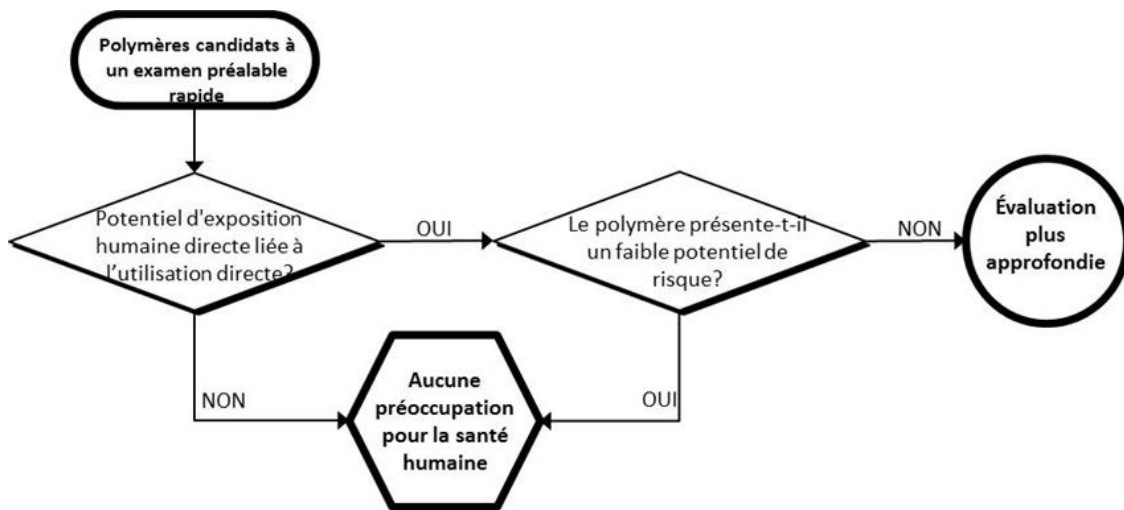 Polymères candidats à
un examen préalable
rapide
Potentiel d'exposition
humaine directe liée à
l'utilisation directe?
OUI
Le polymère présente-t-il
un faible potentiel de
risque?
NON
Évaluation
plus
approfondie
NON
Aucune
préoccupation
pour la santé
humaine
OUI